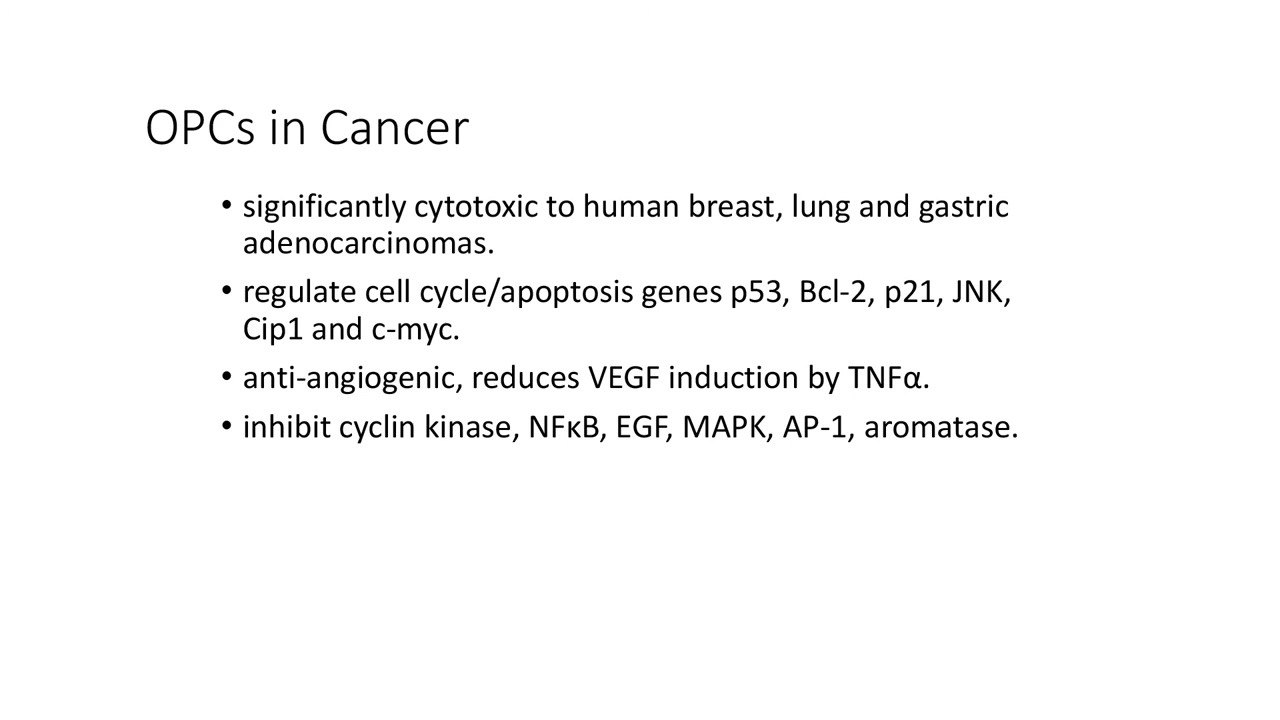 OPCs in Cancer
• significantly cytotoxic to human breast, lung and gastric
adenocarcinomas.
• regulate cell cycle/apoptosis genes p53, Bcl-2, p21, JNK,
Cip1 and c-myc.
• anti-angiogenic, reduces VEGF induction by TNFα.
• inhibit cyclin kinase, NFκB, EGF, MAPK, AP-1, aromatase.